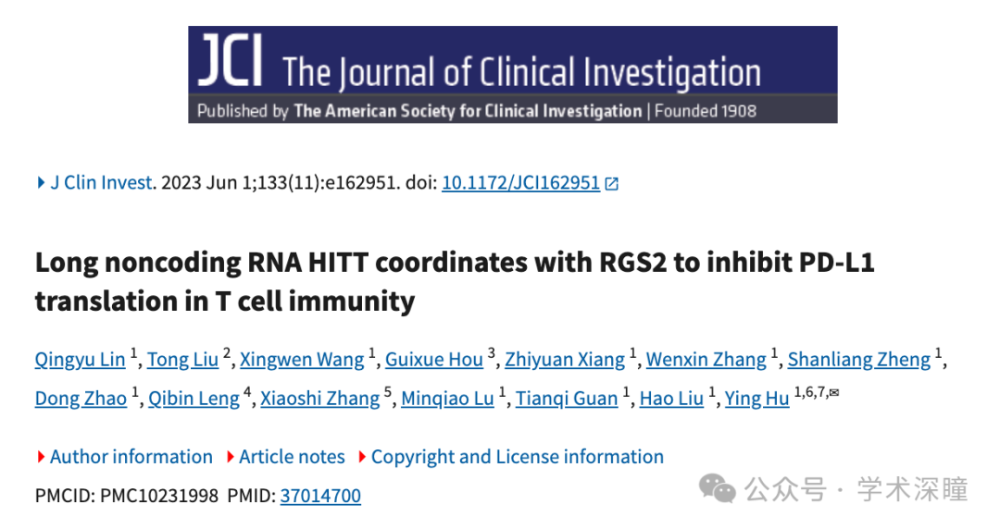 JCI The Journal of Clinical Investigation
Published by The American Society for Clinical Investigation | Founded 1908
J Clin Invest. 2023 Jun 1;133(11):e162951. doi: 10.1172/JCI162951
Long noncoding RNA HITT coordinates with RGS2 to inhibit PD-L1
translation in T cell immunity
Qingyu Lin 1, Tong Liu 2, Xingwen Wang 1, Guixue Hou 3, Zhiyuan Xiang 1, Wenxin Zhang 1, Shanliang Zheng 1,
Dong Zhao 1, Qibin Leng 4, Xiaoshi Zhang 5, Minqiao Lu 1, Tianqi Guan 1, Hao Liu 1, Ying Hu 1,6,7,✉
Author information Article notes Copyright and License information
PMCID: PMC10231998 PMID: 37014700
公众号 · 学术深瞳